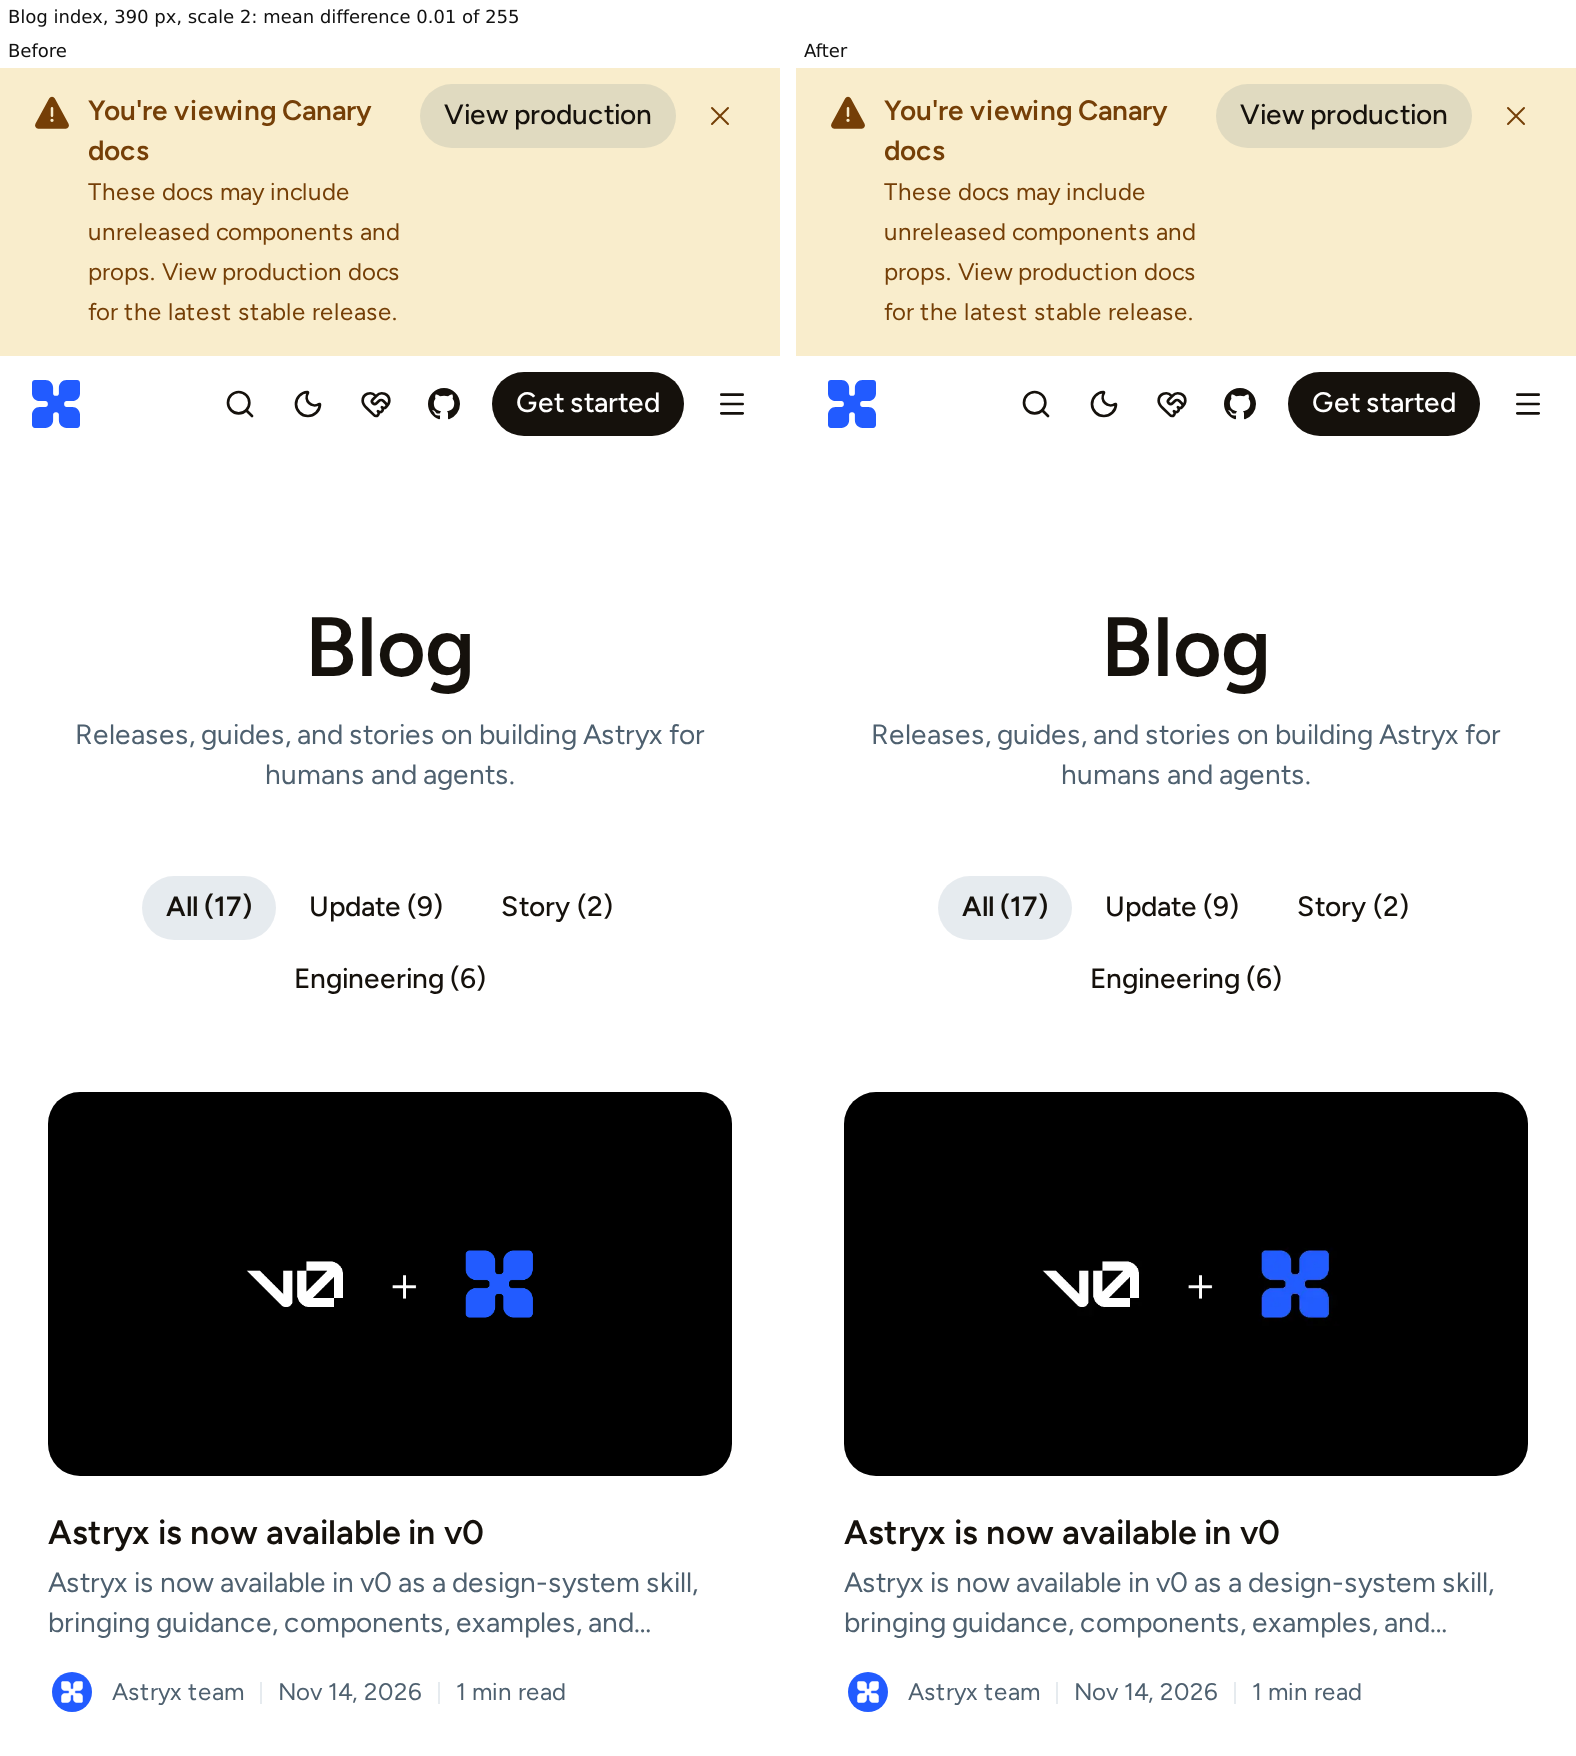 Blog index, 390 px, scale 2: mean difference 0.01 of 255
Before
You're viewing Canary
docs
View production
These docs may include
unreleased components and
props. View production docs
for the latest stable release.
Get started
Blog
Releases, guides, and stories on building Astryx for
humans and agents.
All (17)
Update (9)
Story (2)
Engineering (6)
v0 +
Astryx is now available in v0
Astryx is now available in v0 as a design-system skill,
bringing guidance, components, examples, and...
Astryx team
Nov 14, 2026
1 min read
After
You're viewing Canary
docs
View production
These docs may include
unreleased components and
props. View production docs
for the latest stable release.
Get started
Blog
Releases, guides, and stories on building Astryx for
humans and agents.
All (17)
Update (9)
Story (2)
Engineering (6)
v0 +
Astryx is now available in v0
Astryx is now available in v0 as a design-system skill,
bringing guidance, components, examples, and...
Astryx team
Nov 14, 2026
1 min read